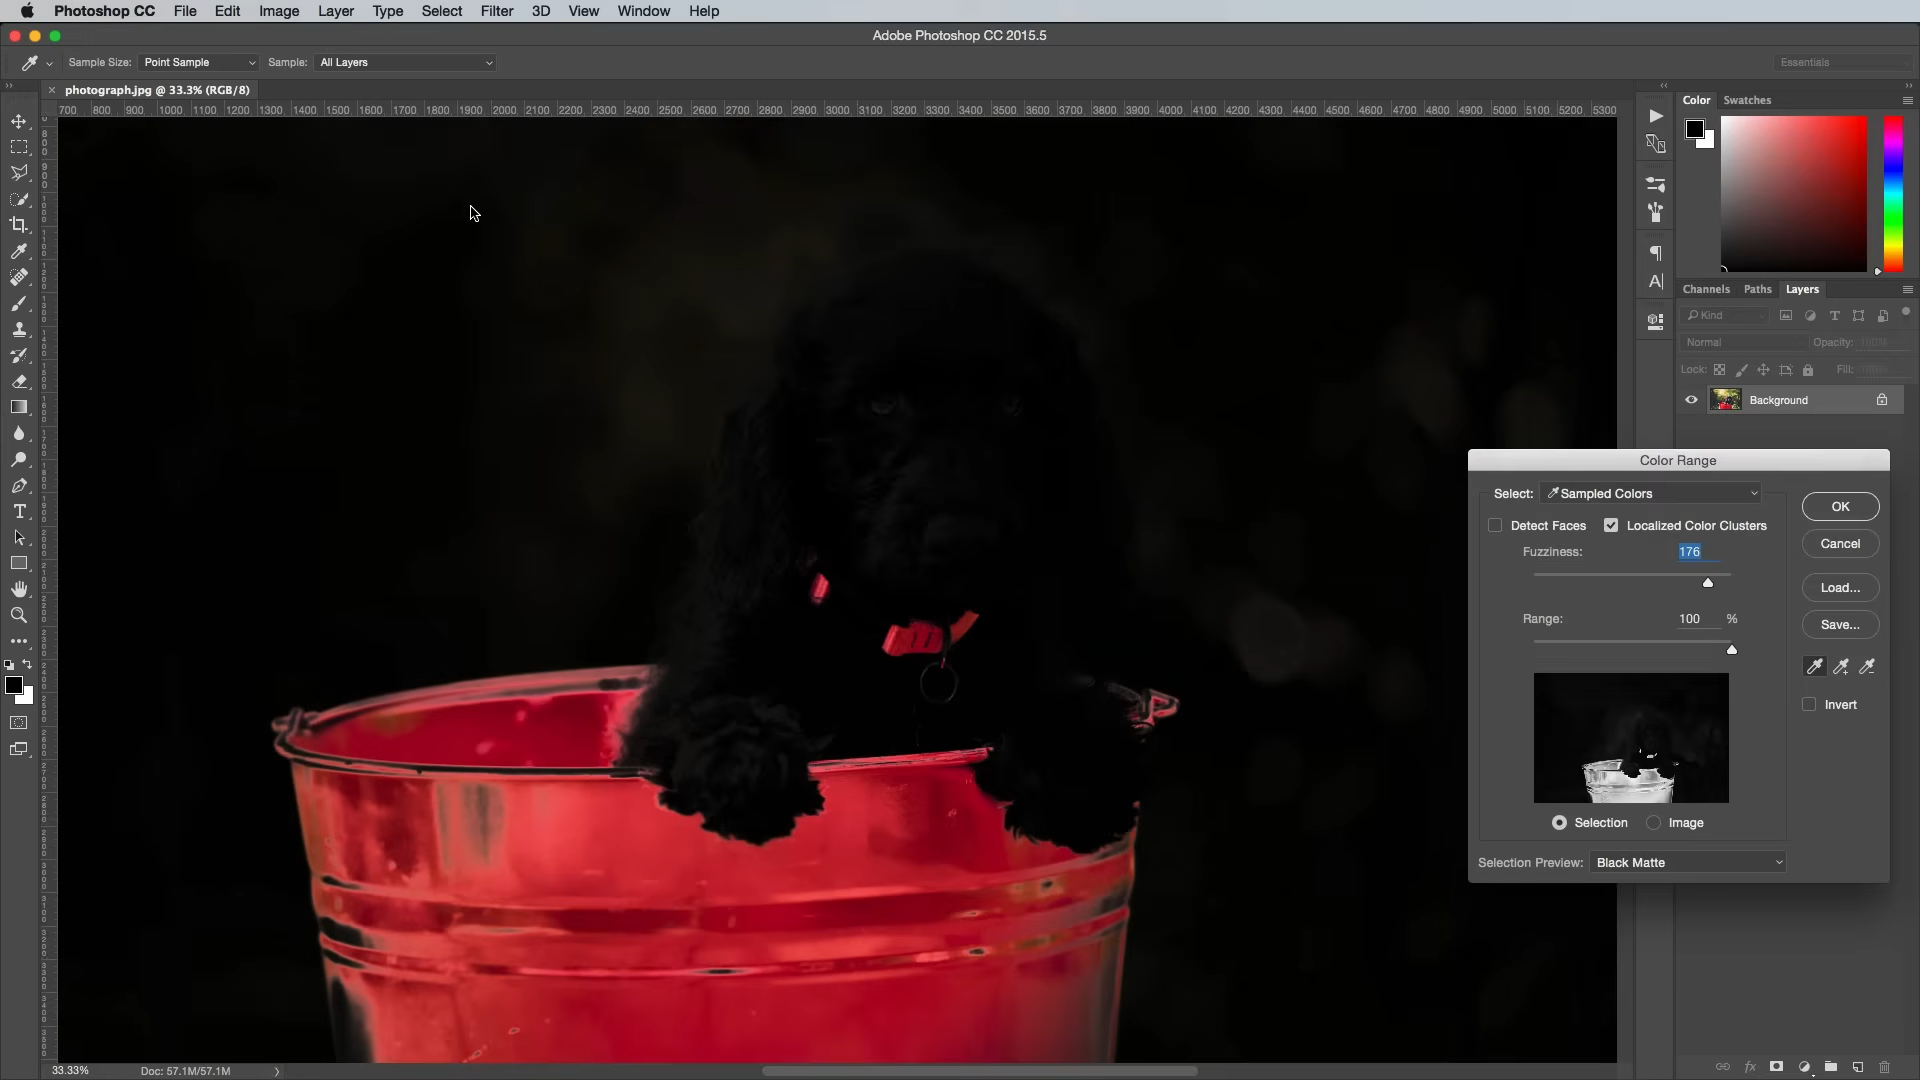 Photoshop CC File Edit Image Layer Type Select Filter 3D View Window Help
Adobe Photoshop CC 2015.5
Sample Size: Point Sample Sample: All Layers Essentials
photograph.jpg @ 33.3% (RGB/8)
700 800 900 1000 1100 1200 1300 1400 1500 1600 1700 1800 1900 2000 2100 2200 2300 2400 2500 2600 2700 2800 2900 3000 3100 3200 3300 3400 3500 3600 3700 3800 3900 4000 4100 4200 4300 4400 4500 4600 4700 4800 4900 5000 5100 5200 5300
Color Swatches
Channels Paths Layers
Kind
Normal Opacity: 100%
Lock: Fill:
Background
Color Range
Select: Sampled Colors OK
Detect Faces Localized Color Clusters
Cancel
Fuzziness: 176
Load...
Range: 100 %
Save...
Invert
Selection Image
Selection Preview: Black Matte
33.33% Doc: 57.1M/57.1M